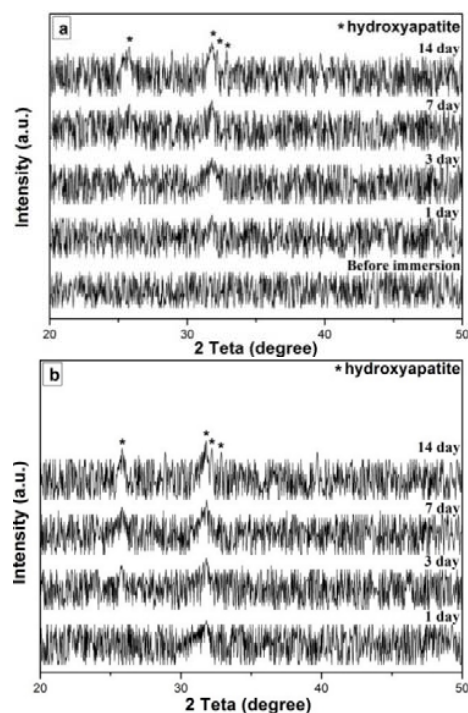 a
* hydroxyapatite
14 day
* * * *
7 day
3 day
1 day
Before immersion
Intensity (a.u.)
20 30 40 50
2 Teta (degree)
b
* hydroxyapatite
14 day
* * * *
7 day
3 day
1 day
Intensity (a.u.)
20 30 40 50
2 Teta (degree)